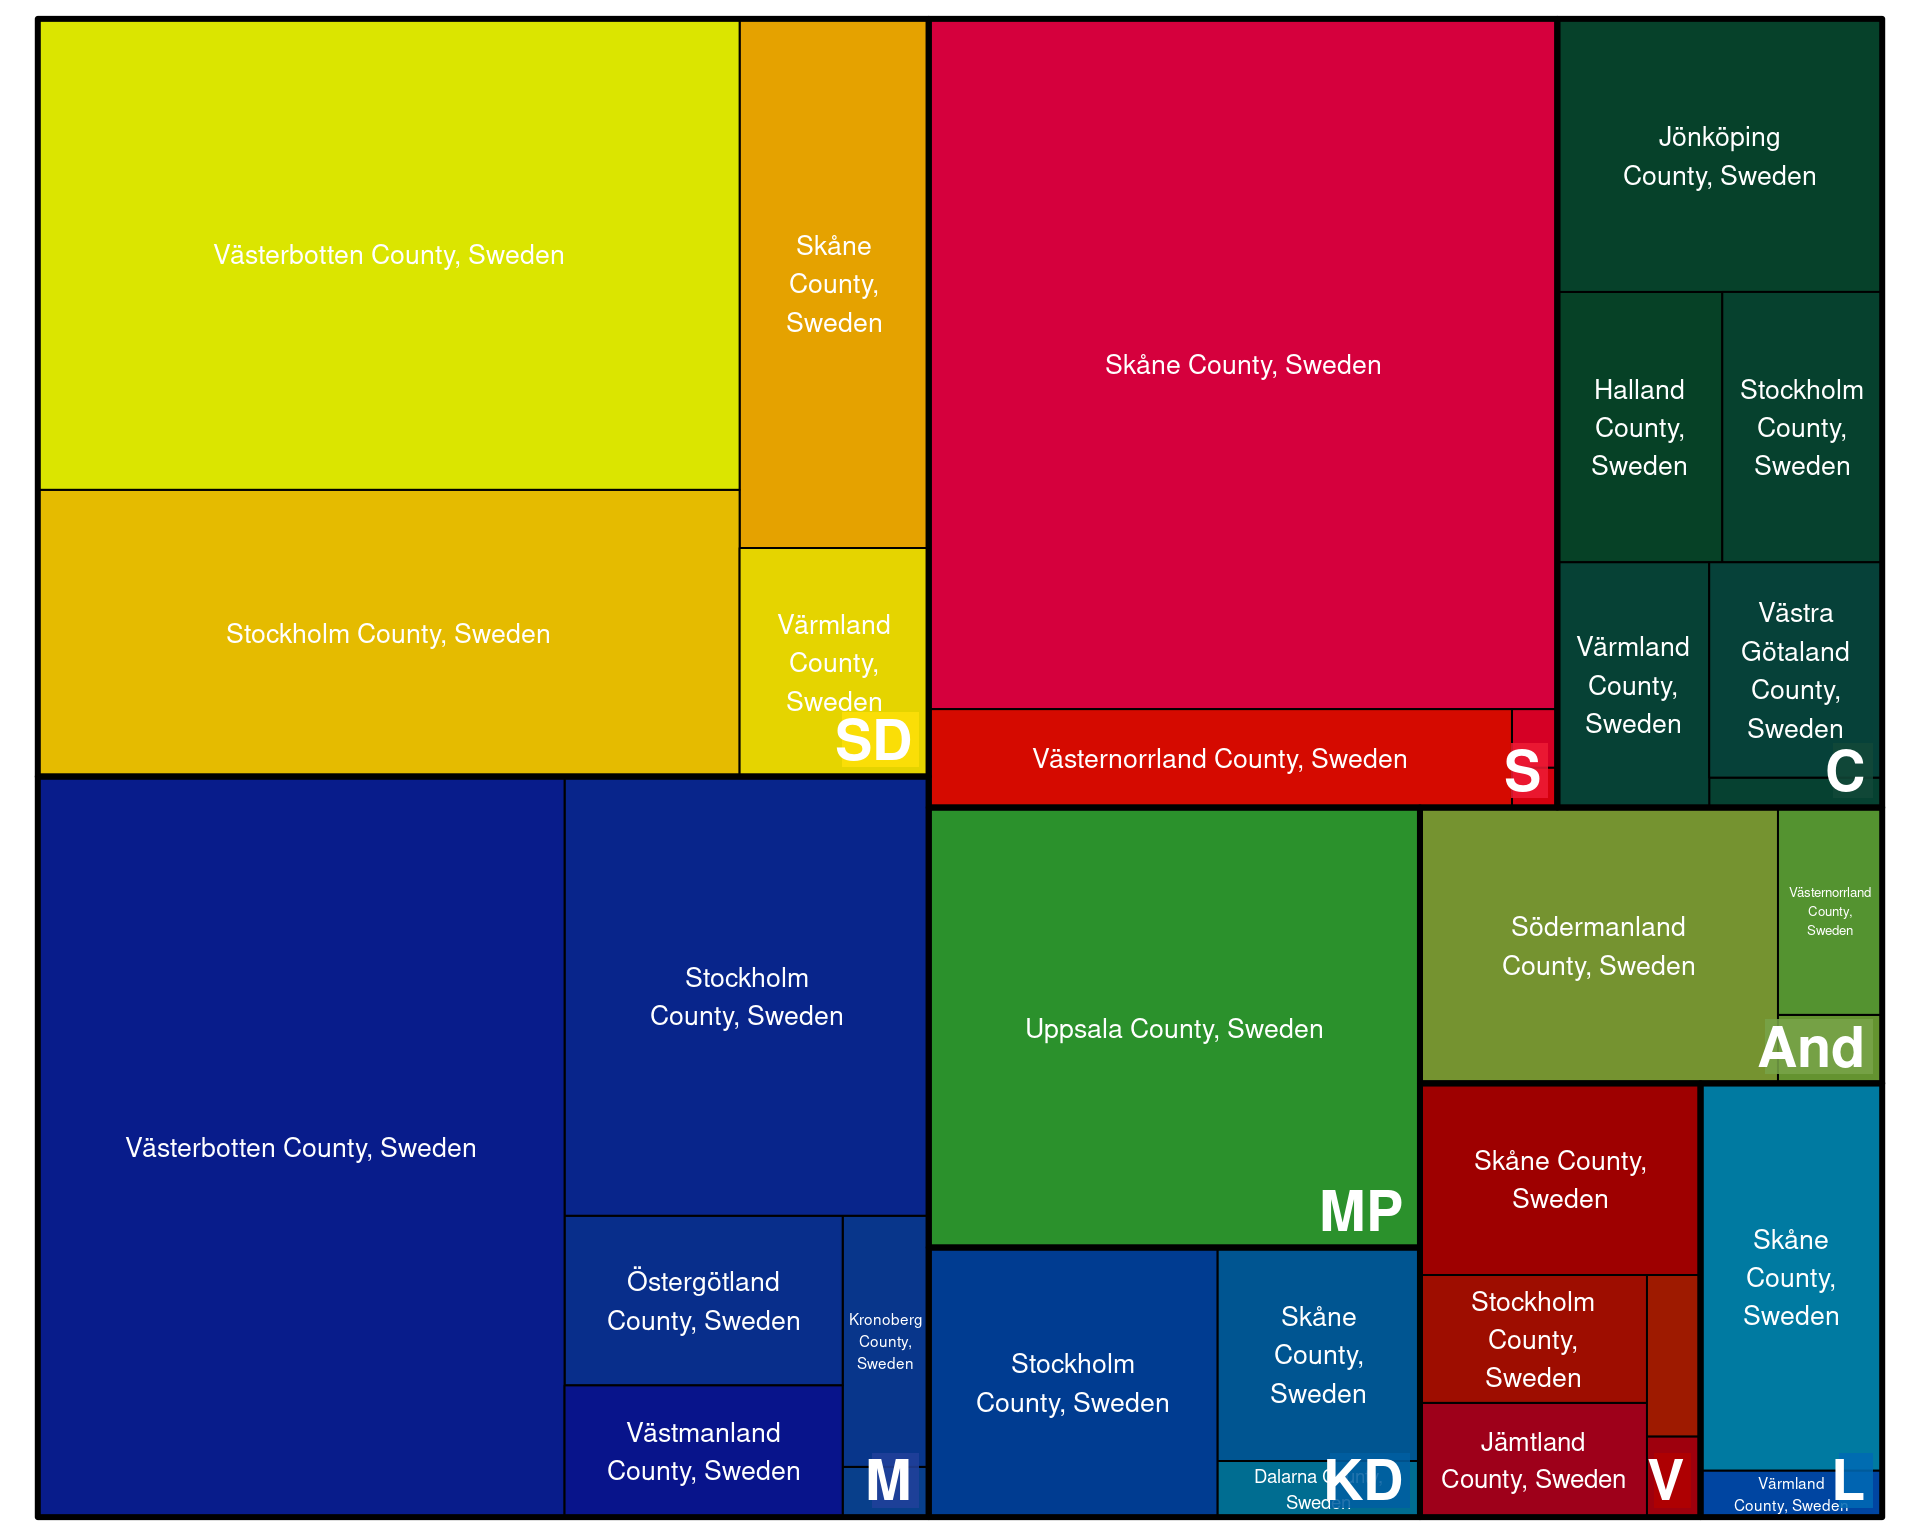 Västerbotten County, Sweden
Skåne
County,
Sweden
Stockholm County, Sweden
Värmland
County,
Sweden
SD
Skåne County, Sweden
Västernorrland County, Sweden
S
Jönköping
County, Sweden
Halland
County,
Sweden
Stockholm
County,
Sweden
Värmland
County,
Sweden
Västra
Götaland
County,
Sweden
C
Västerbotten County, Sweden
Stockholm
County, Sweden
Östergötland
County, Sweden
Kronoberg
County,
Sweden
Västmanland
County, Sweden
M
Uppsala County, Sweden
MP
Södermanland
County, Sweden
Västernorrland
County,
Sweden
And
Stockholm
County, Sweden
Skåne
County,
Sweden
Dalarna County,
Sweden
KD
Skåne County,
Sweden
Stockholm
County,
Sweden
Jämtland
County, Sweden
V
Skåne
County,
Sweden
Värmland
County, Sweden
L